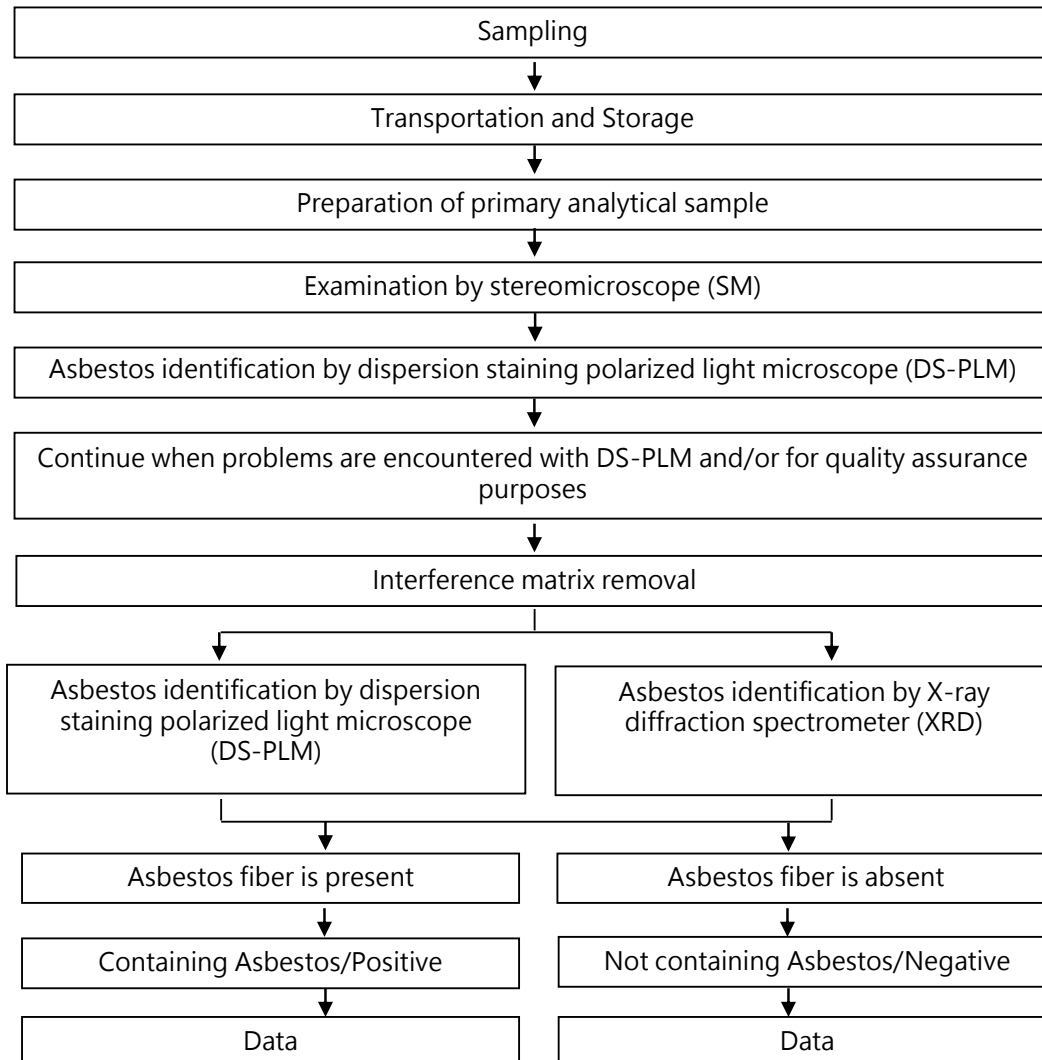 Sampling
Transportation and Storage
Preparation of primary analytical sample
Examination by stereomicroscope (SM)
Asbestos identification by dispersion staining polarized light microscope (DS-PLM)
Continue when problems are encountered with DS-PLM and/or for quality assurance
purposes
Interference matrix removal
Asbestos identification by dispersion
staining polarized light microscope
(DS-PLM)
Asbestos identification by X-ray
diffraction spectrometer (XRD)
Asbestos fiber is present
Asbestos fiber is absent
Containing Asbestos/Positive
Not containing Asbestos/Negative
Data
Data